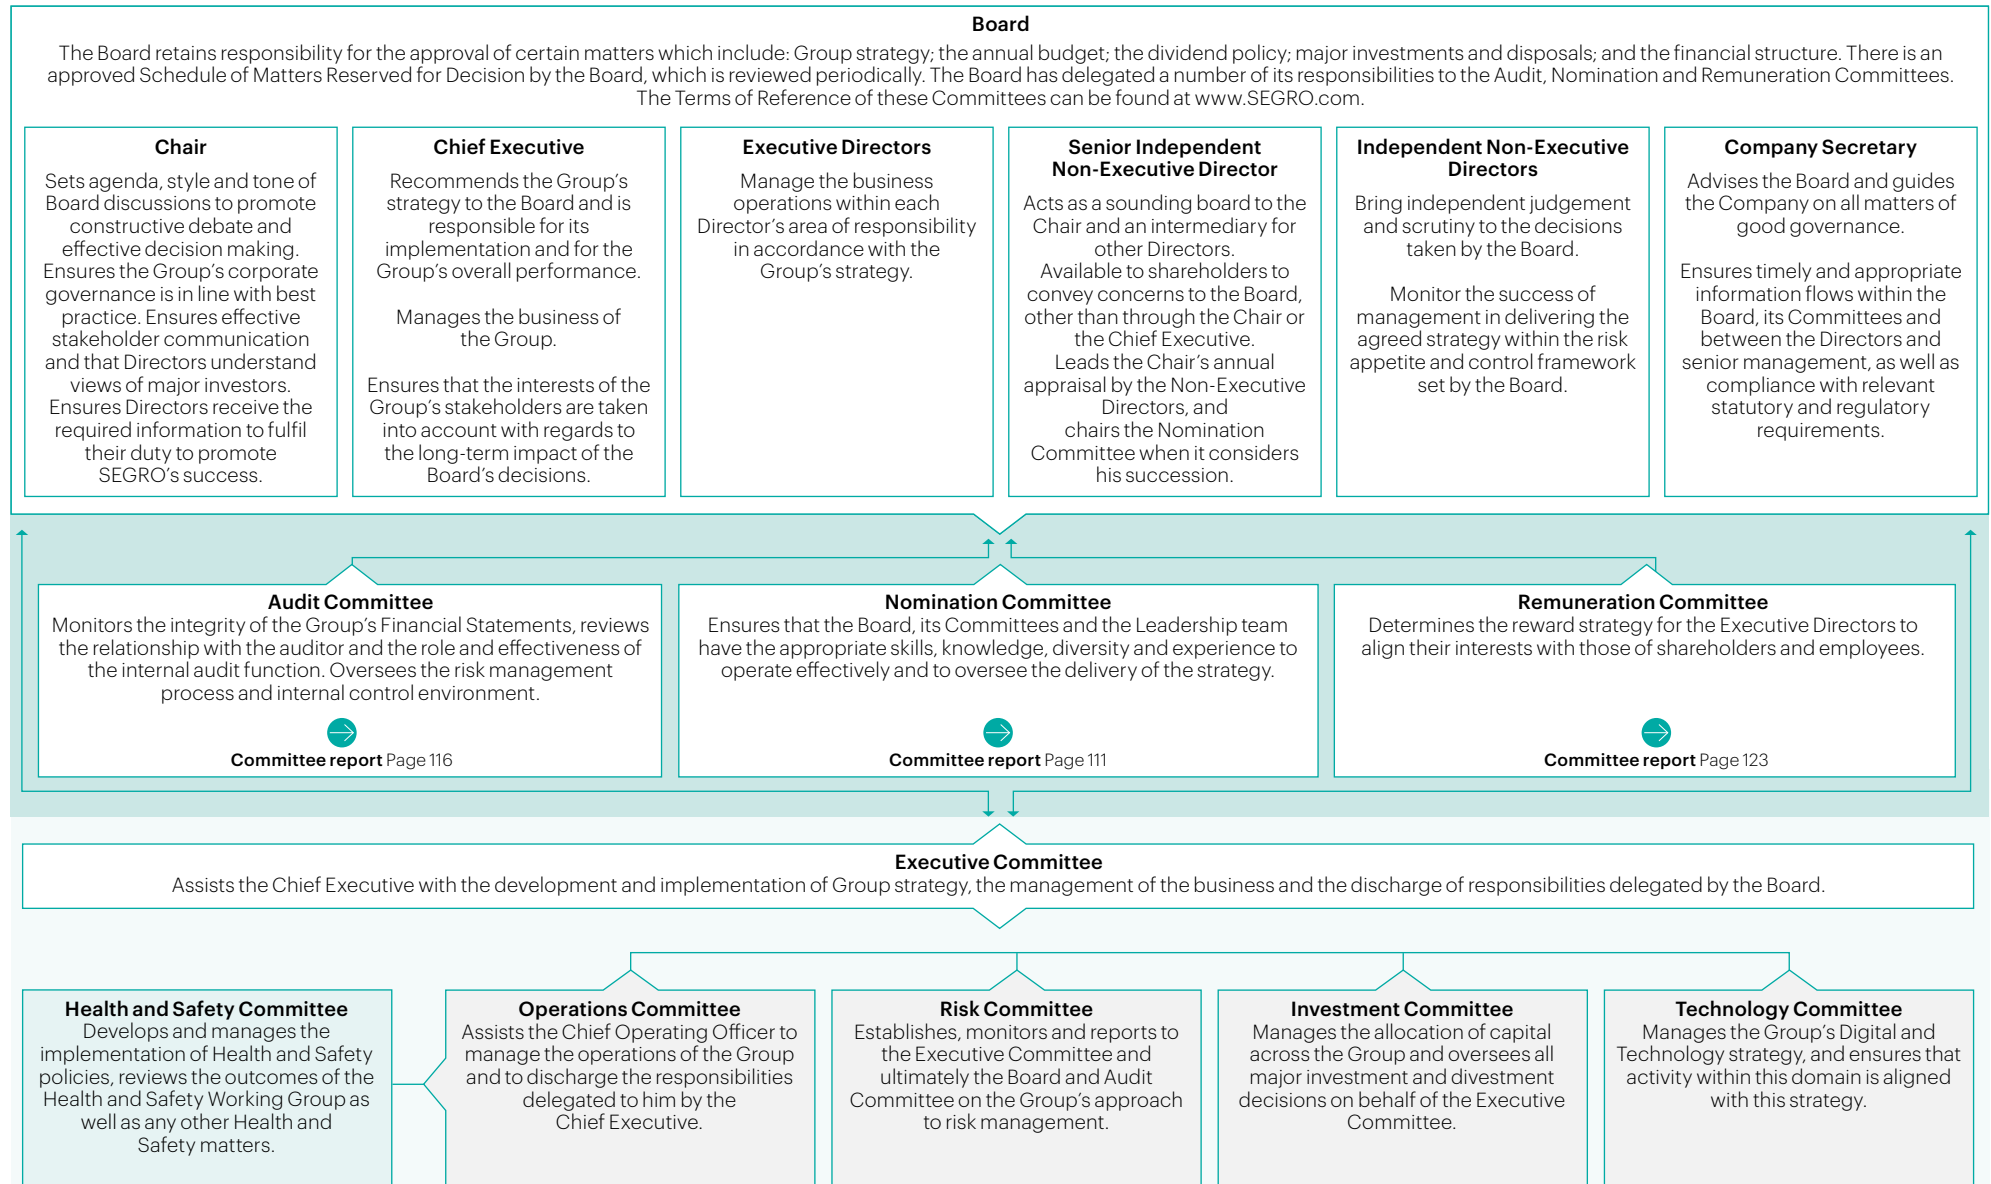 Board
The Board retains responsibility for the approval of certain matters which include: Group strategy; the annual budget; the dividend policy; major investments and disposals; and the financial structure. There is an
approved Schedule of Matters Reserved for Decision by the Board, which is reviewed periodically. The Board has delegated a number of its responsibilities to the Audit, Nomination and Remuneration Committees.
The Terms of Reference of these Committees can be found at www.SEGRO.com.
Chair
Sets agenda, style and tone of
Board discussions to promote
constructive debate and
effective decision making.
Ensures the Group's corporate
governance is in line with best
practice. Ensures effective
stakeholder communication
and that Directors understand
views of major investors.
Ensures Directors receive the
required information to fulfil
their duty to promote
SEGRO's success.
Chief Executive
Recommends the Group's
strategy to the Board and is
responsible for its
implementation and for the
Group's overall performance.
Manages the business of
the Group.
Ensures that the interests of the
Group's stakeholders are taken
into account with regards to
the long-term impact of the
Board's decisions.
Executive Directors
Manage the business
operations within each
Director's area of responsibility
in accordance with the
Group's strategy.
Senior Independent
Non-Executive Director
Acts as a sounding board to the
Chair and an intermediary for
other Directors.
Available to shareholders to
convey concerns to the Board,
other than through the Chair or
the Chief Executive.
Leads the Chair's annual
appraisal by the Non-Executive
Directors, and
chairs the Nomination
Committee when it considers
his succession.
Independent Non-Executive
Directors
Bring independent judgement
and scrutiny to the decisions
taken by the Board.
Monitor the success of
management in delivering the
agreed strategy within the risk
appetite and control framework
set by the Board.
Company Secretary
Advises the Board and guides
the Company on all matters of
good governance.
Ensures timely and appropriate
information flows within the
Board, its Committees and
between the Directors and
senior management, as well as
compliance with relevant
statutory and regulatory
requirements.
Audit Committee
Monitors the integrity of the Group's Financial Statements, reviews
the relationship with the auditor and the role and effectiveness of
the internal audit function. Oversees the risk management
process and internal control environment.
Committee report Page 116
Nomination Committee
Ensures that the Board, its Committees and the Leadership team
have the appropriate skills, knowledge, diversity and experience to
operate effectively and to oversee the delivery of the strategy.
Committee report Page 111
Remuneration Committee
Determines the reward strategy for the Executive Directors to
align their interests with those of shareholders and employees.
Committee report Page 123
Executive Committee
Assists the Chief Executive with the development and implementation of Group strategy, the management of the business and the discharge of responsibilities delegated by the Board.
Health and Safety Committee
Develops and manages the
implementation of Health and Safety
policies, reviews the outcomes of the
Health and Safety Working Group as
well as any other Health and
Safety matters.
Operations Committee
Assists the Chief Operating Officer to
manage the operations of the Group
and to discharge the responsibilities
delegated to him by the
Chief Executive.
Risk Committee
Establishes, monitors and reports to
the Executive Committee and
ultimately the Board and Audit
Committee on the Group's approach
to risk management.
Investment Committee
Manages the allocation of capital
across the Group and oversees all
major investment and divestment
decisions on behalf of the Executive
Committee.
Technology Committee
Manages the Group's Digital and
Technology strategy, and ensures that
activity within this domain is aligned
with this strategy.